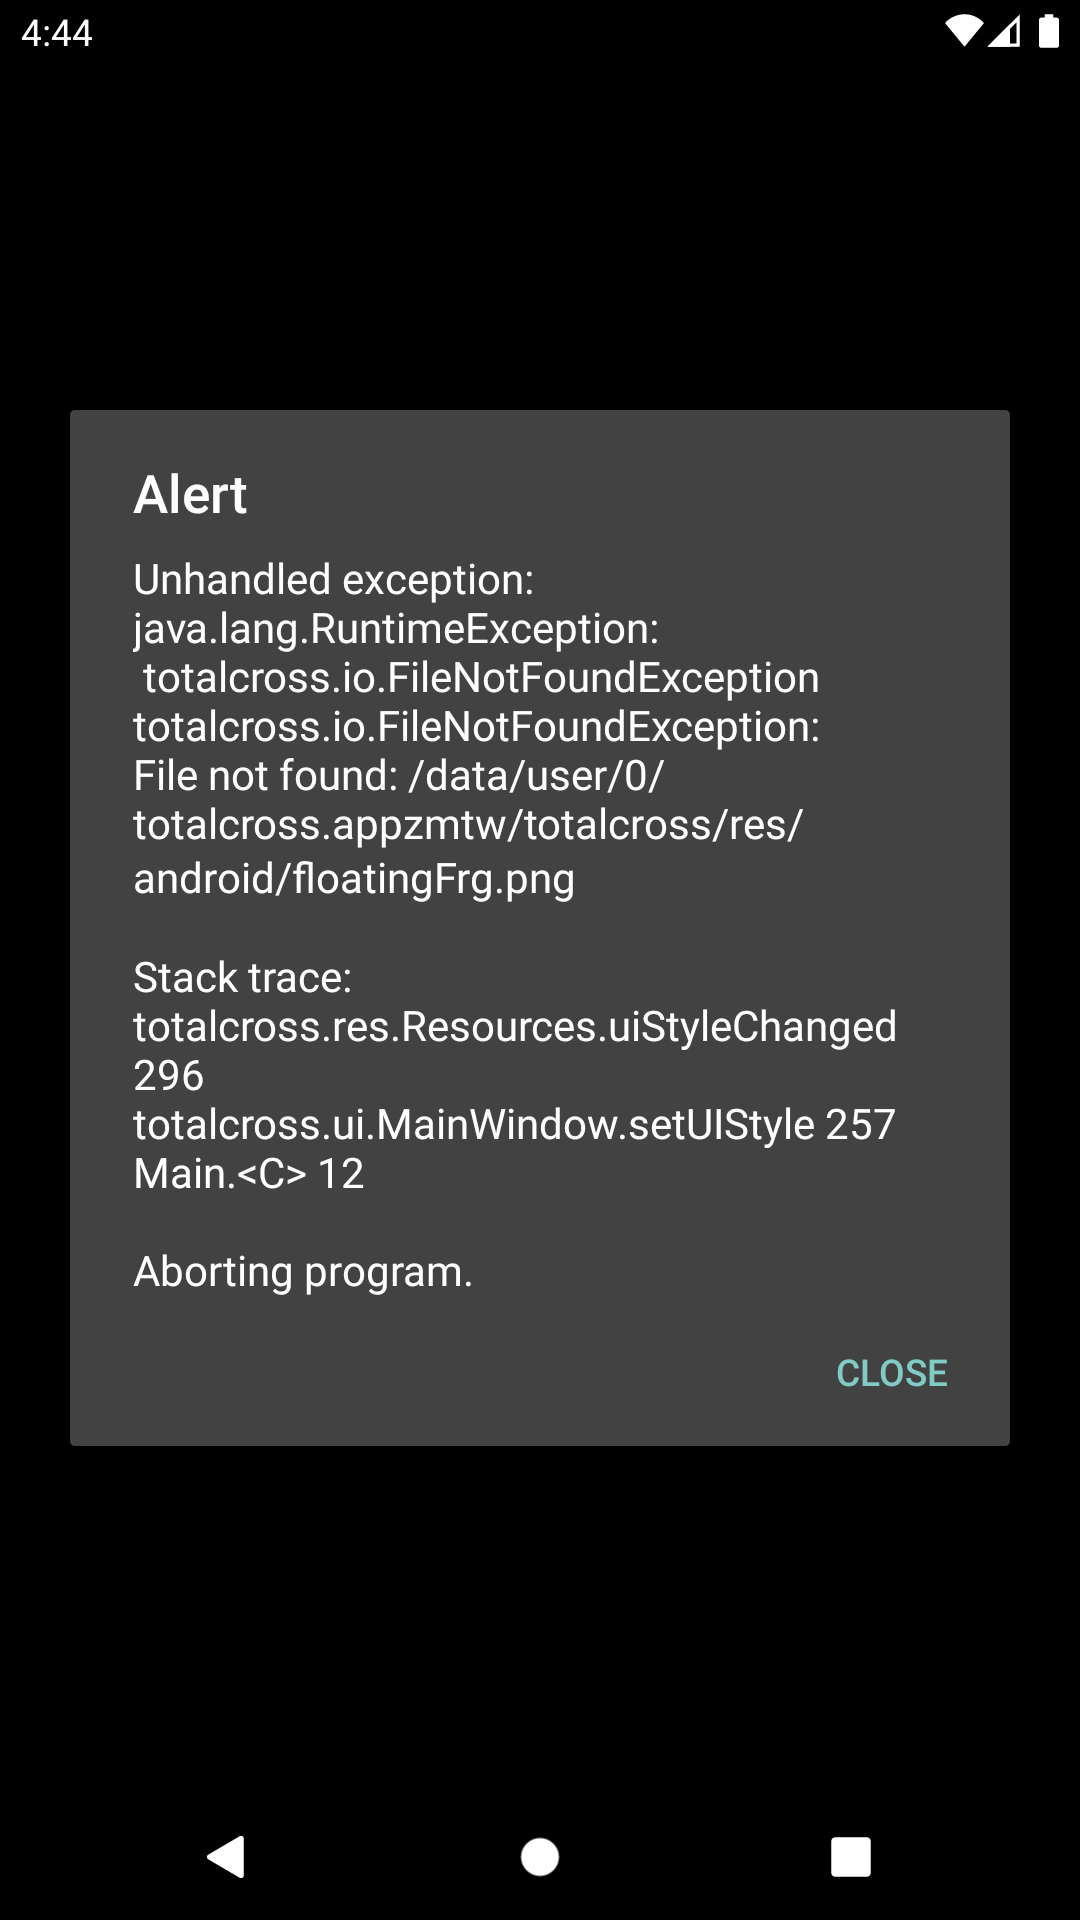 4:44
Alert
Unhandled exception:
java.lang.RuntimeException:
totalcross.io.FileNotFoundException
totalcross.io.FileNotFoundException:
File not found: /data/user/0/
totalcross.appzmtw/totalcross/res/
android/floatingFrg.png
Stack trace:
totalcross.res.Resources.uiStyleChanged
296
totalcross.ui.MainWindow.setUIStyle 257
Main.<C> 12
Aborting program.
CLOSE